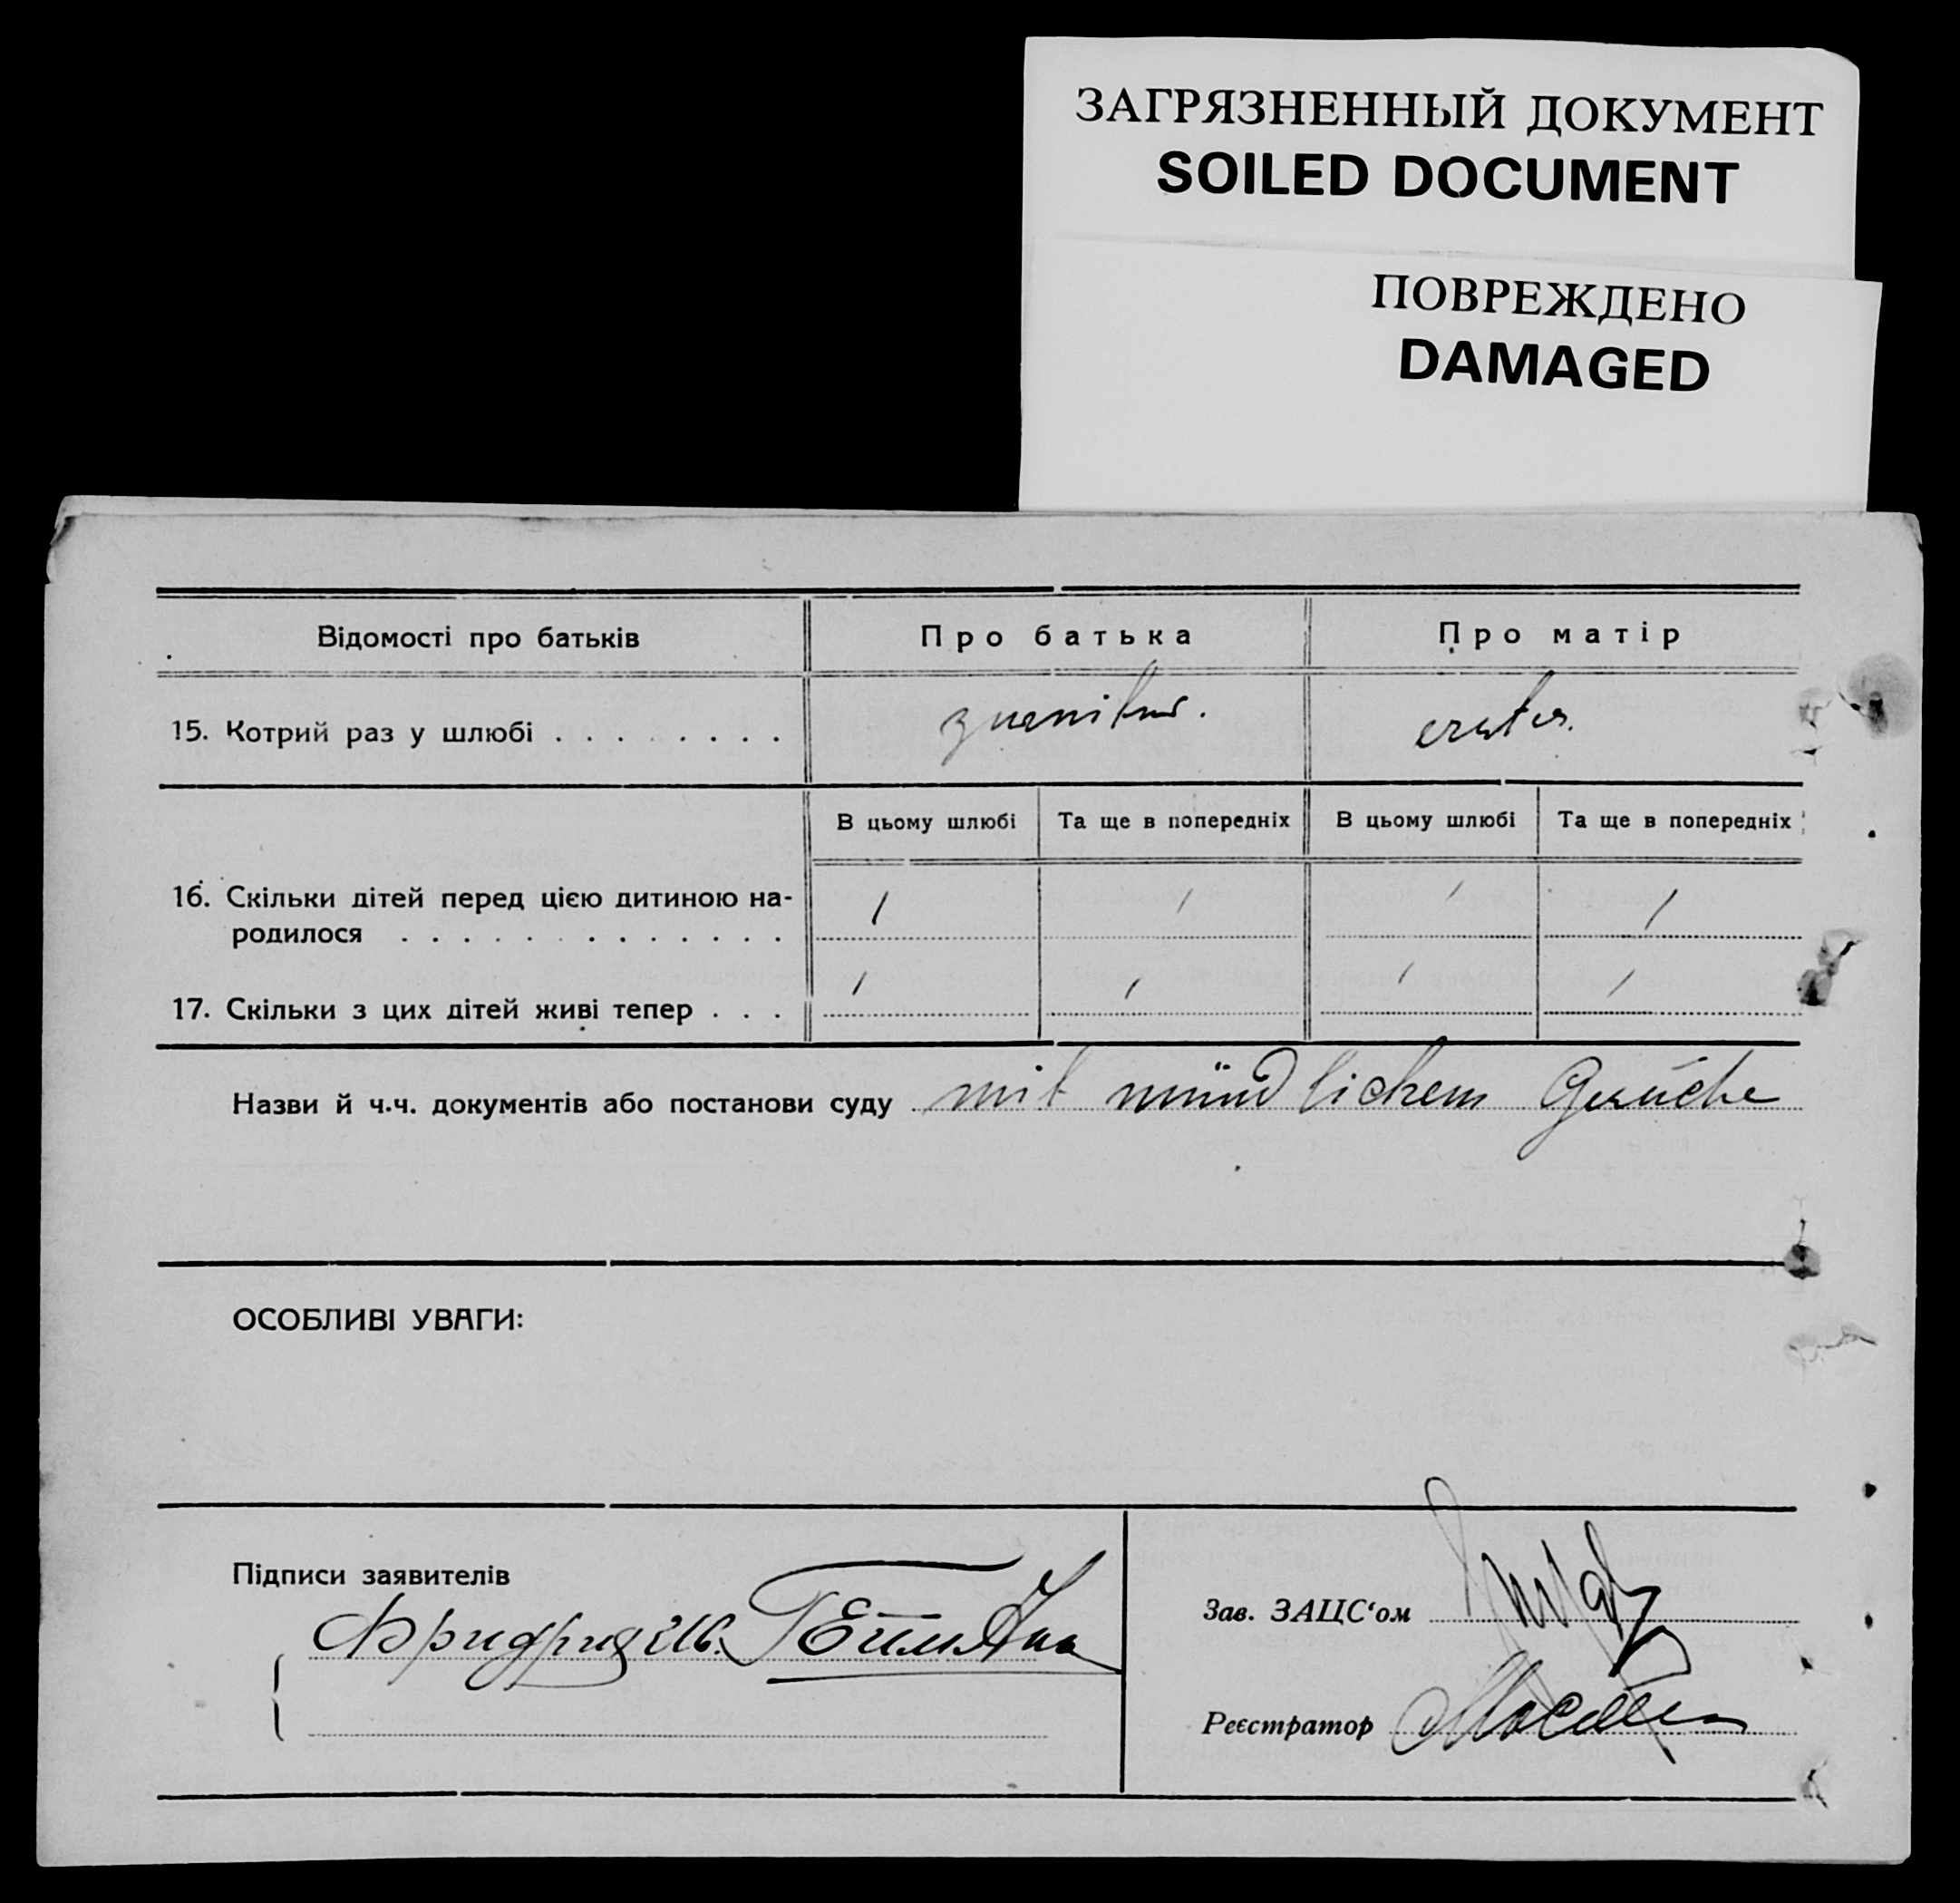 ЗАГРЯЗНЕННЫЙ ДОКУМЕНТ
SOILED DOCUMENT
ПОВРЕЖДЕНО
DAMAGED
Відомості про батьків Про батька Про матір
15. Котрий раз у шлюбі . . . . . . . .
В цьому шлюбі Та ще в попередніх В цьому шлюбі Та ще в попередніх
16. Скільки дітей перед цією дитиною на- / / / /
родилося . . . . . . . . . . . . .
17. Скільки з цих дітей живі тепер . . . / / / /
Назви й ч.ч. документів або постанови суду mit mündlichem
ОСОБЛИВІ УВАГИ:
Підписи заявителів
Зав. ЗАЦС‘ом
Фридрих
Реєстратор